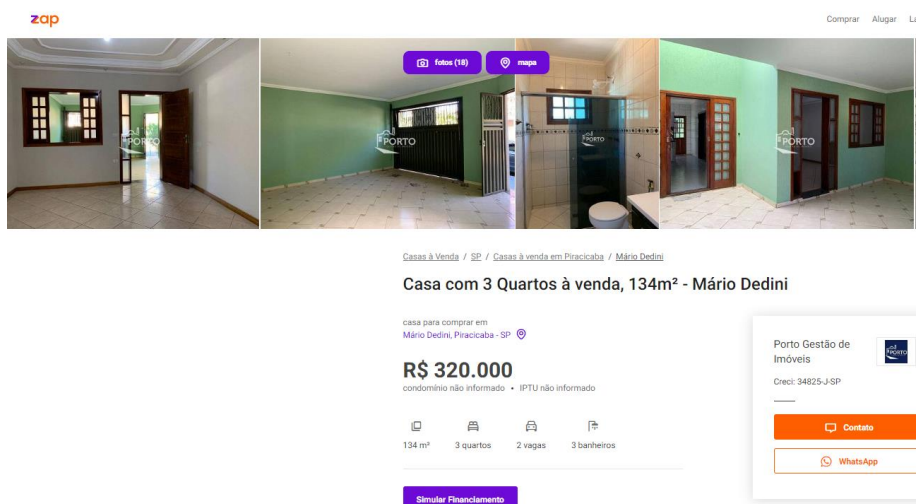 zap
Comprar Alugar
fotos (18) mapa
PORTO
PORTO
PORTO
PORTO
Casas à Venda / SP / Casas à venda em Piracicaba / Mário Dedini
Casa com 3 Quartos à venda, 134m² - Mário Dedini
casa para comprar em
Mário Dedini, Piracicaba - SP
R$ 320.000
condomínio não informado • IPTU não informado
134 m² 3 quartos 2 vagas 3 banheiros
Simular Financiamento
Porto Gestão de
Imóveis
PORTO
Creci: 34825-J-SP
Contato
WhatsApp